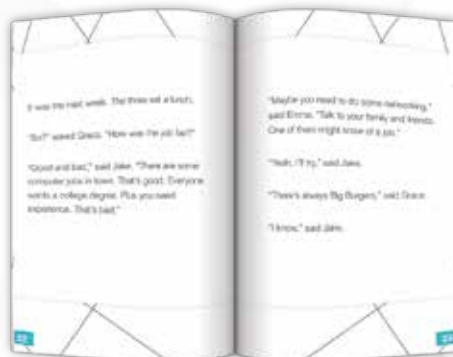 It was the next week. The three sat a lunch.
"So?" asked Grace. "How was the job fair?"
"Good and bad," said Jake. "There are some
computer jobs in town. That's good. Everyone
wants a college degree. Plus you need
experience. That's bad."
22
"Maybe you need to do some networking,"
said Emma. "Talk to your family and friends.
One of them might know of a job."
"Yeah, I'll try," said Jake.
"There's always Big Burgers," said Grace.
"I know," said Jake.
23